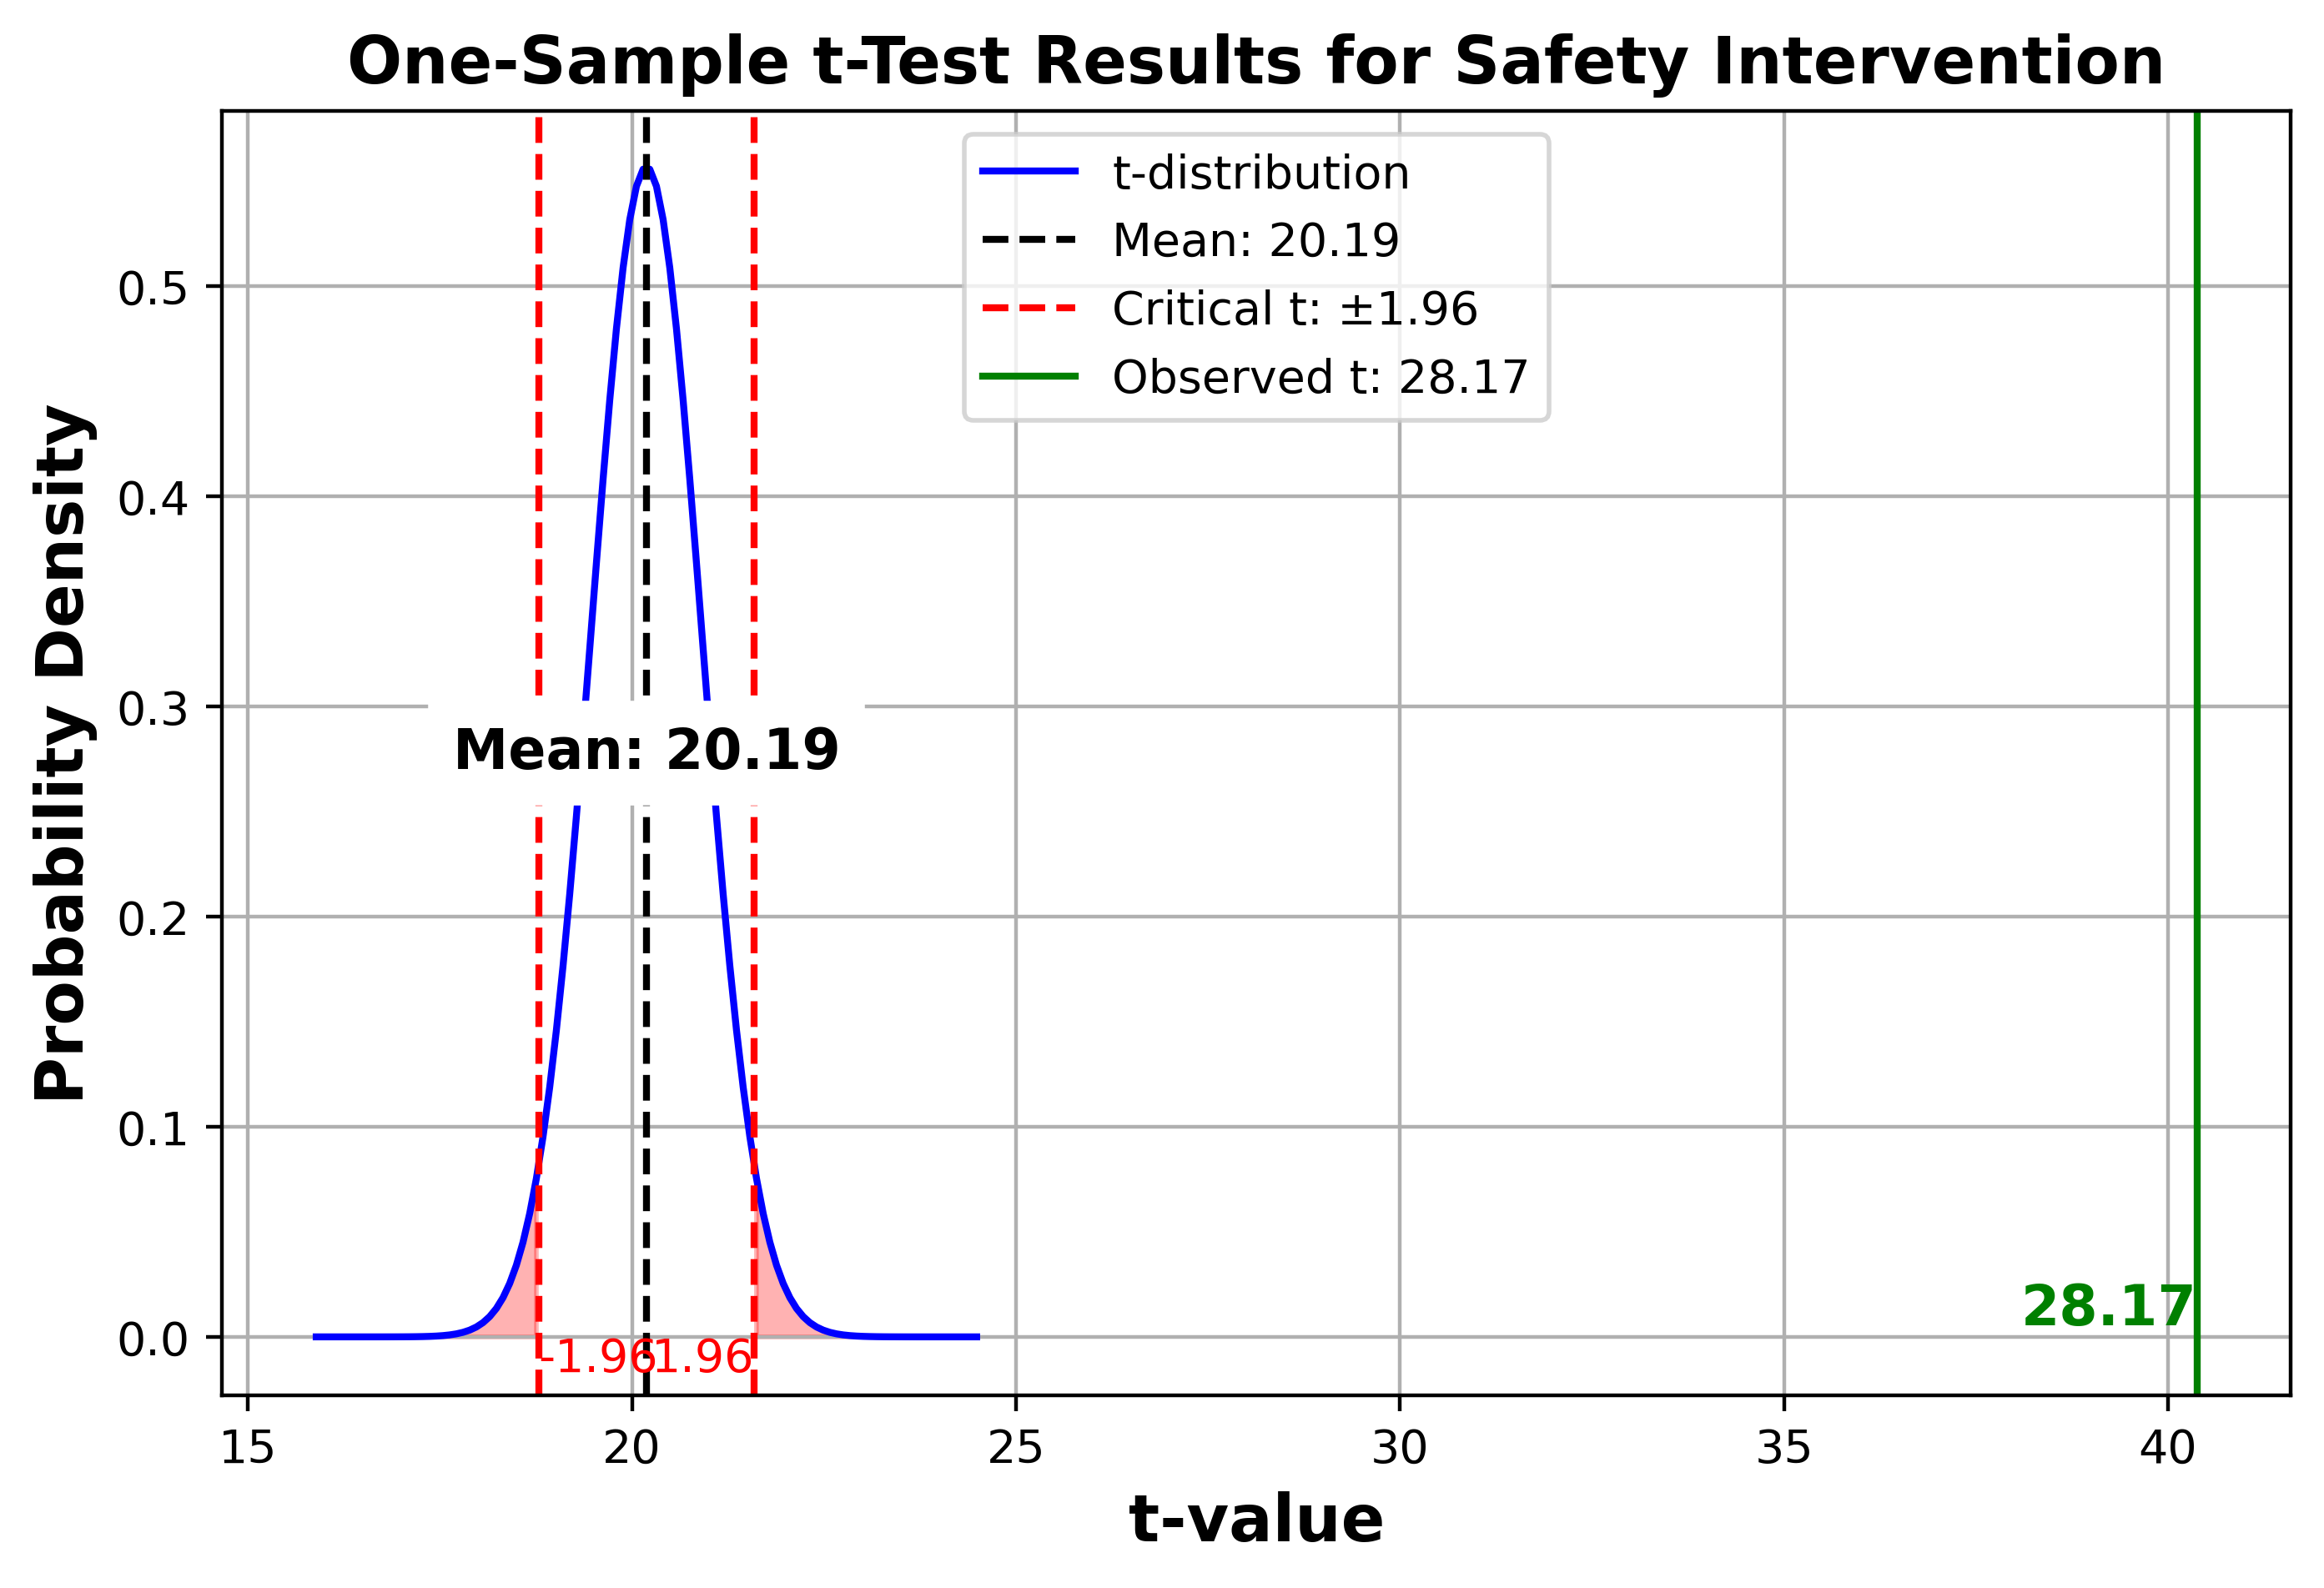 One-Sample t-Test Results for Safety Intervention
t-distribution
Mean: 20.19
Critical t: ±1.96
Observed t: 28.17
Probability Density
0.5
0.4
0.3
0.2
0.1
0.0
Mean: 20.19
28.17
-1.96
1.96
15 20 25 30 35 40
t-value